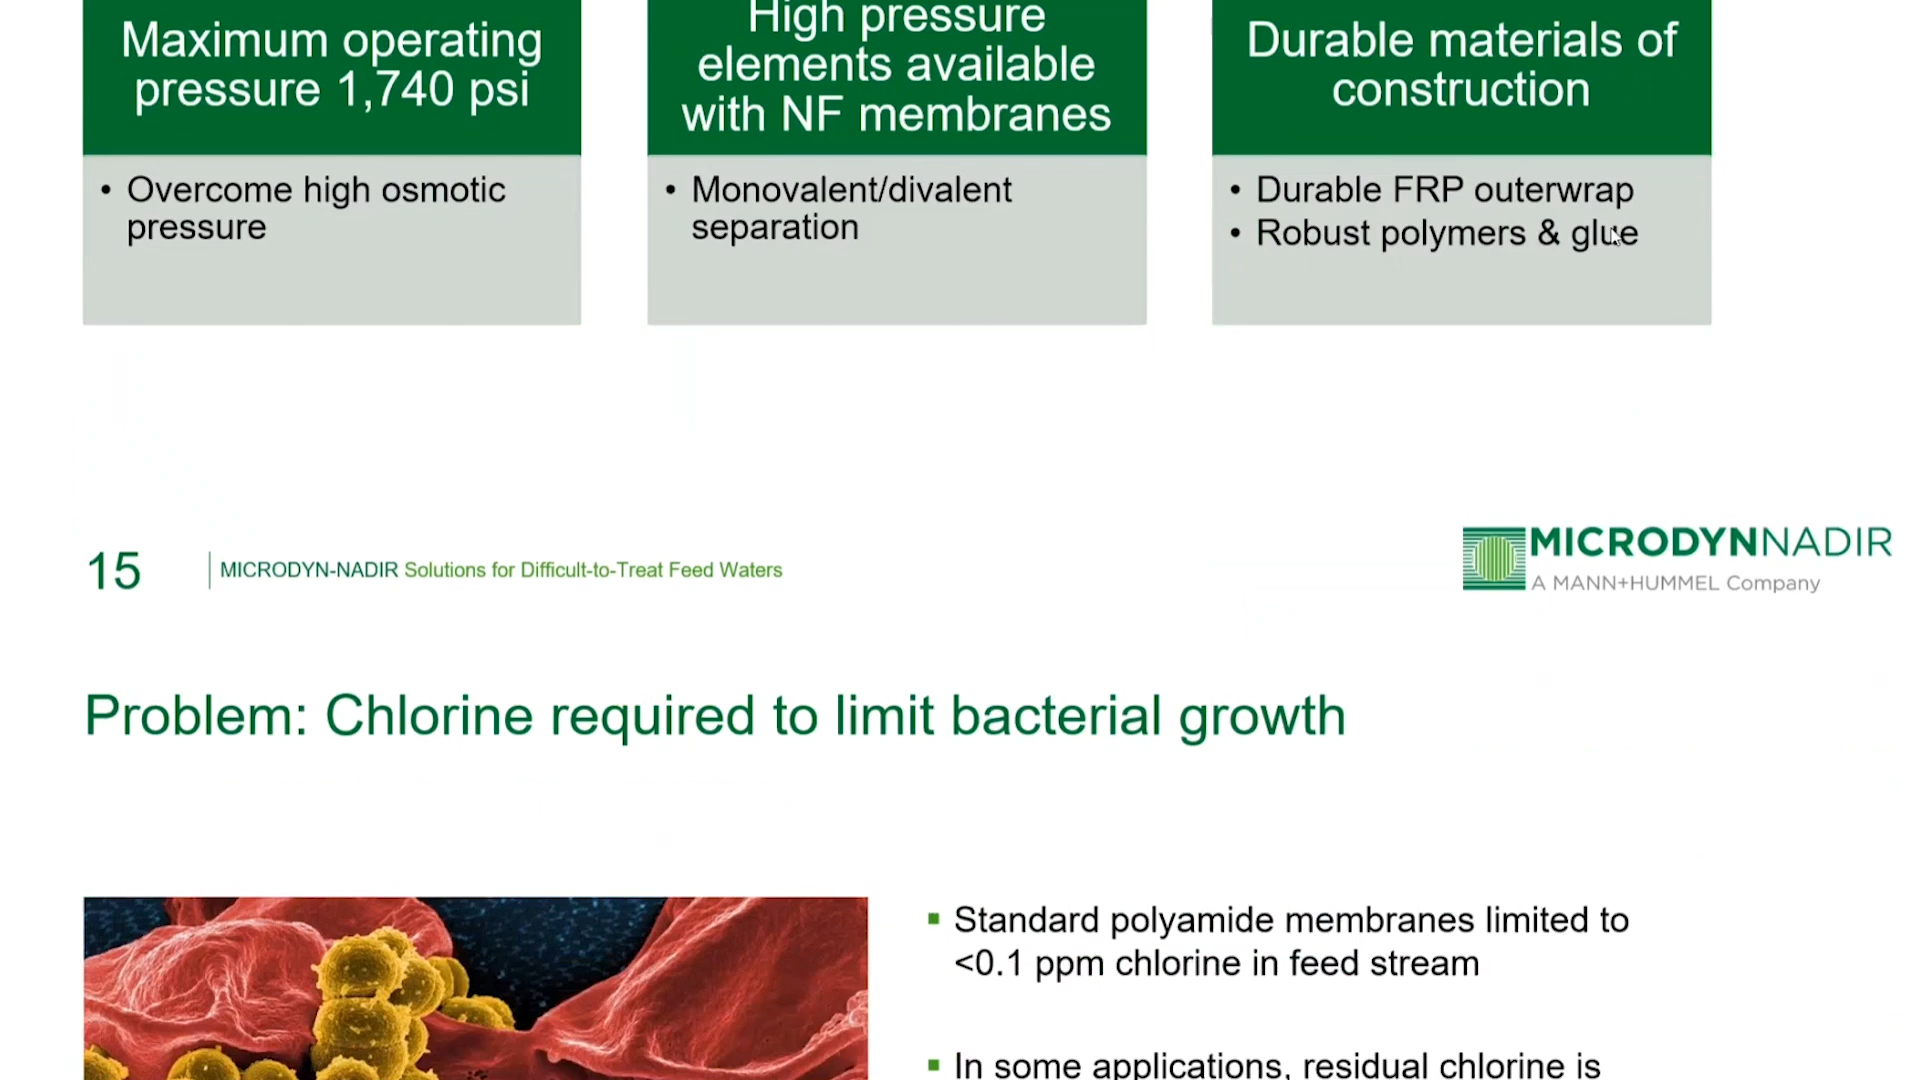 Maximum operating
pressure 1,740 psi
• Overcome high osmotic
pressure
High pressure
elements available
with NF membranes
• Monovalent/divalent
separation
Durable materials of
construction
• Durable FRP outerwrap
• Robust polymers & glue
15
MICRODYN-NADIR Solutions for Difficult-to-Treat Feed Waters
MICRODYNNADIR
A MANN+HUMMEL Company
Problem: Chlorine required to limit bacterial growth
▪ Standard polyamide membranes limited to
<0.1 ppm chlorine in feed stream
▪ In some applications, residual chlorine is